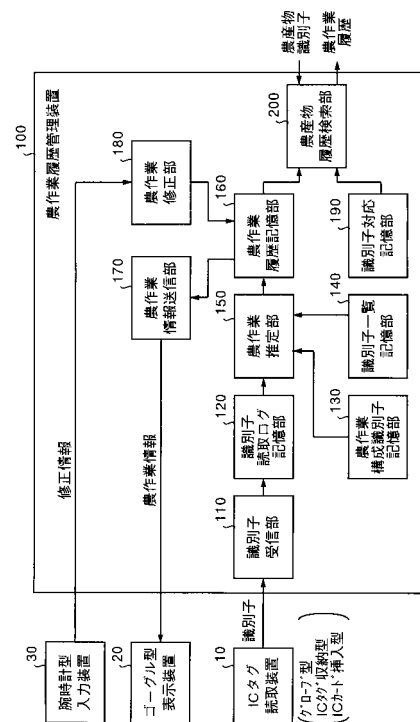 100
農作業履歴管理装置
30
腕時計型
入力装置
修正情報
180
農作業
修正部
20
ゴーグル型
表示装置
農作業情報
170
農作業
情報送信部
10
ICタグ
読取装置
(グローブ型
ICタグ収納型
ICカード挿入型)
識別子
110
識別子
受信部
120
識別子
読取ログ
記憶部
150
農作業
推定部
160
農作業
履歴記憶部
130
農作業
構成識別子
記憶部
140
識別子一覧
記憶部
190
識別子対応
記憶部
200
農産物
履歴検索部
農産物
識別子
農作業
履歴